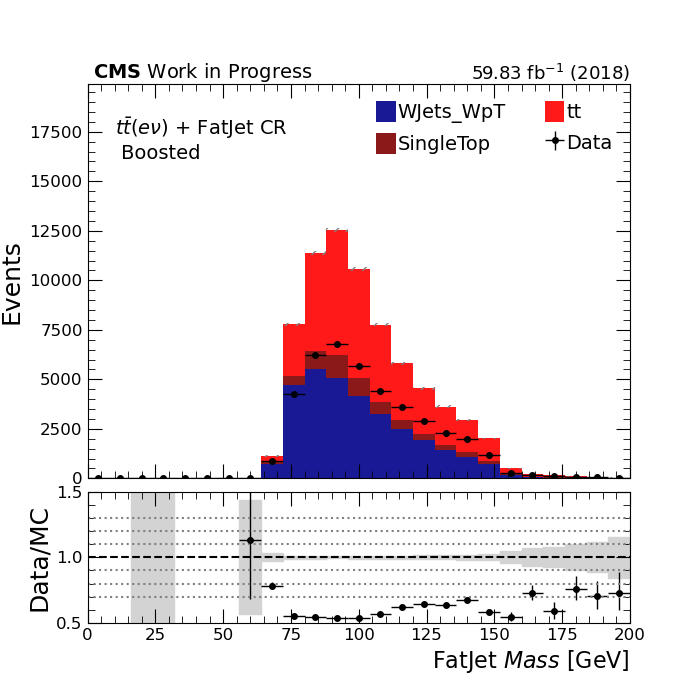 CMS Work in Progress 59.83 fb⁻¹ (2018)
tt̄(eν) + FatJet CR
Boosted
WJets_WpT
tt
SingleTop
Data
Events
17500
15000
12500
10000
7500
5000
2500
0
Data/MC
1.5
1.0
0.5
0 25 50 75 100 125 150 175 200
FatJet Mass [GeV]